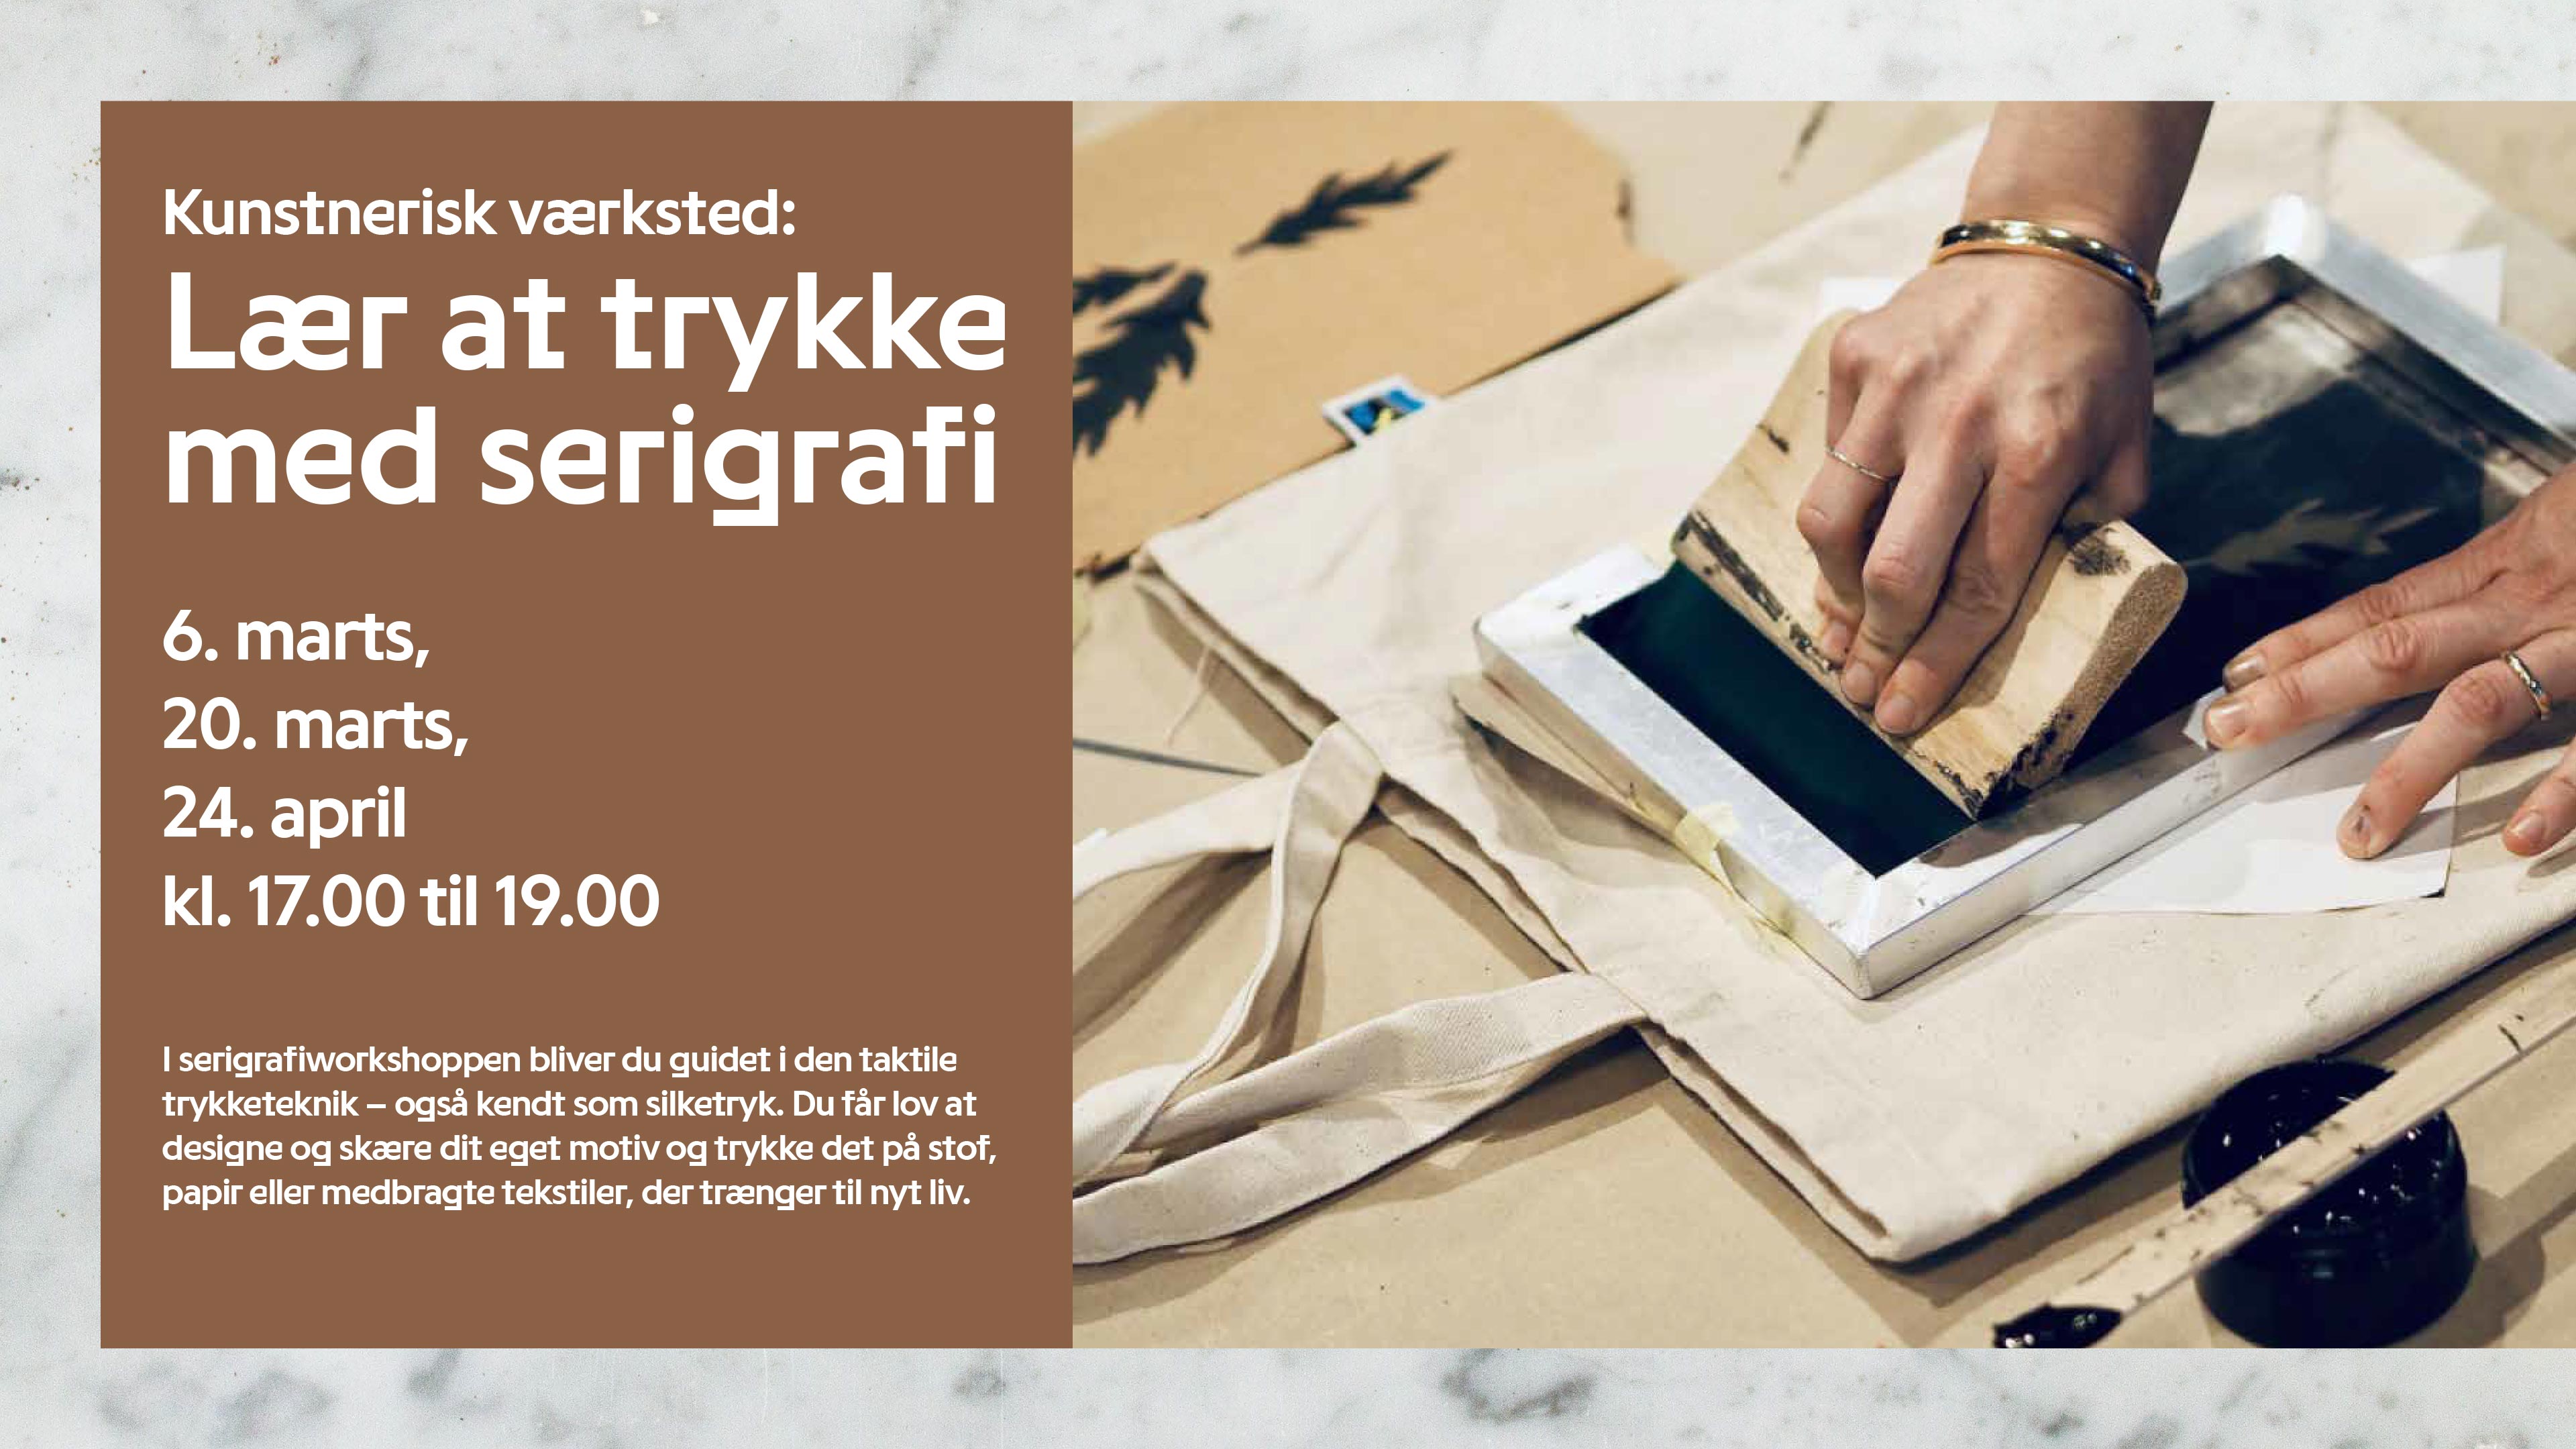 Kunstnerisk værksted:
Lær at trykke
med serigrafi
6. marts,
20. marts,
24. april
kl. 17.00 til 19.00
I serigrafiworkshoppen bliver du guidet i den taktile
trykketeknik – også kendt som silketryk. Du får lov at
designe og skære dit eget motiv og trykke det på stof,
papir eller medbragte tekstiler, der trænger til nyt liv.